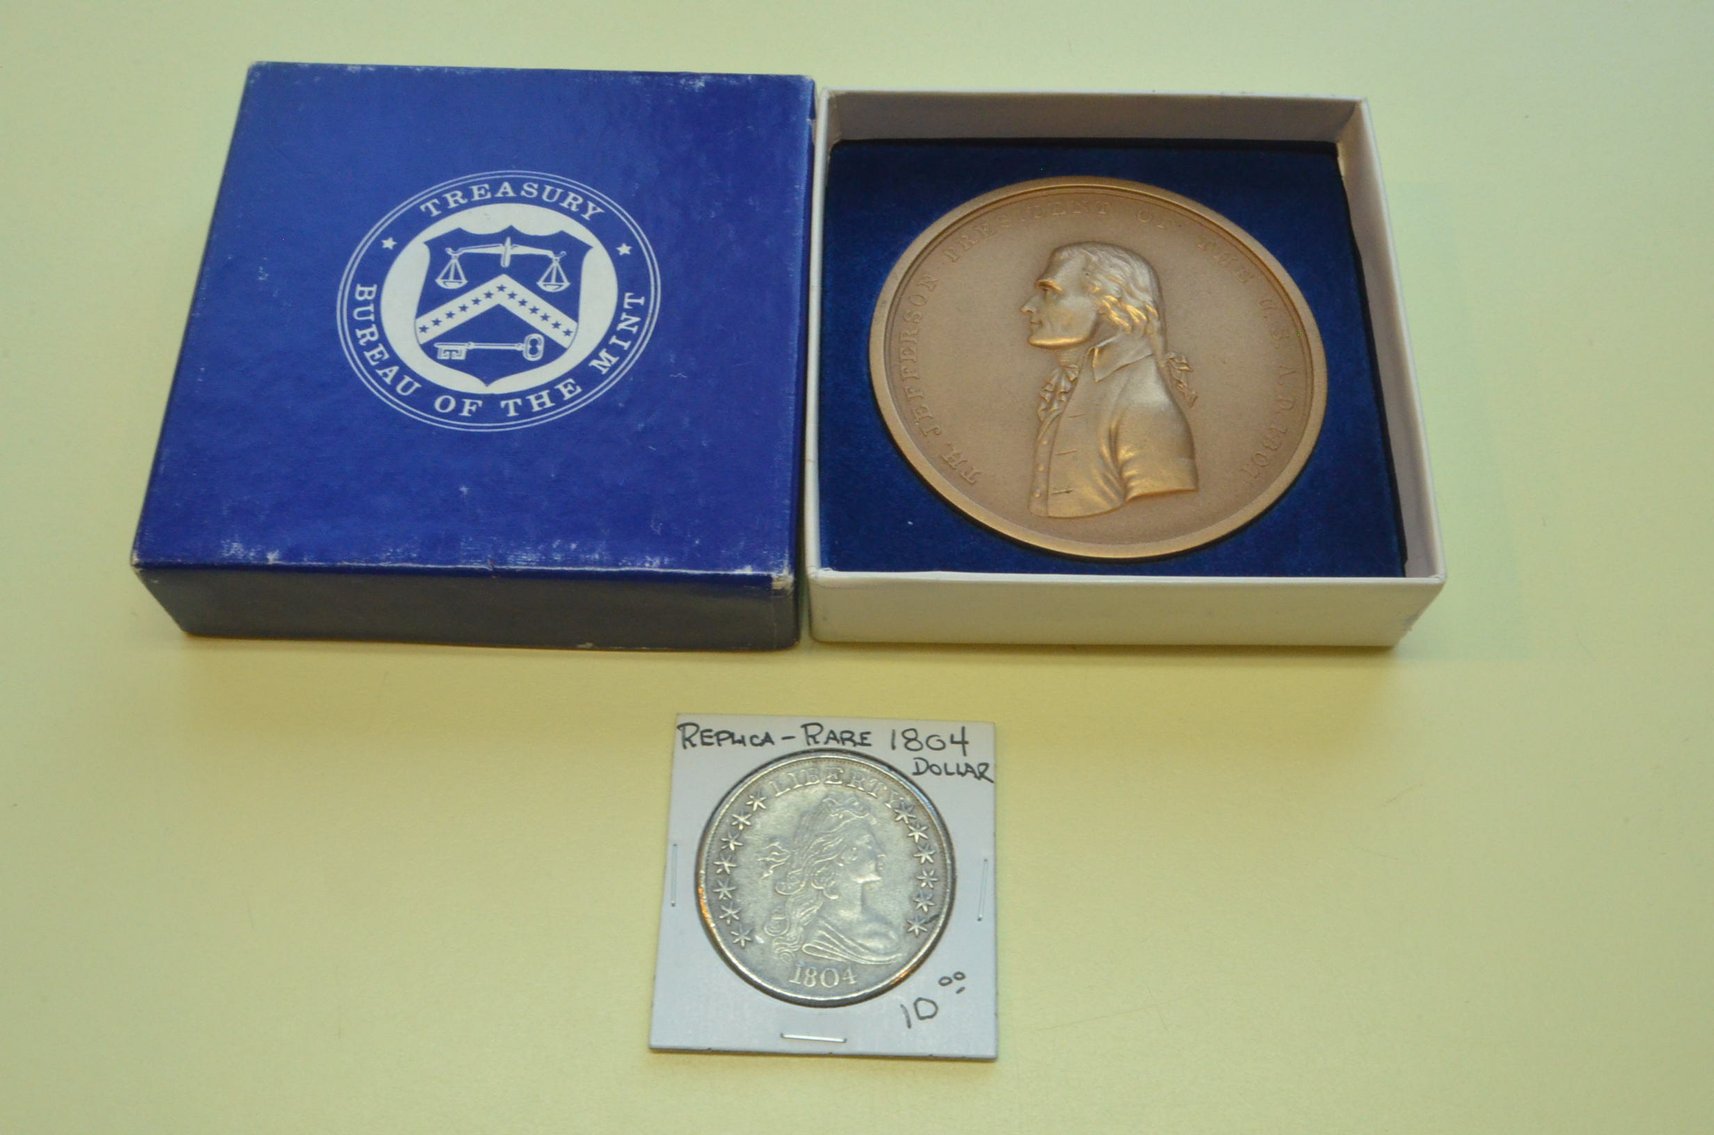 TREASURY
BUREAU OF THE MINT
TH. JEFFERSON PRESIDENT OF THE U.S. A.D. 1801.
REPLICA - RARE 1804
DOLLAR
LIBERTY
1804
10.00